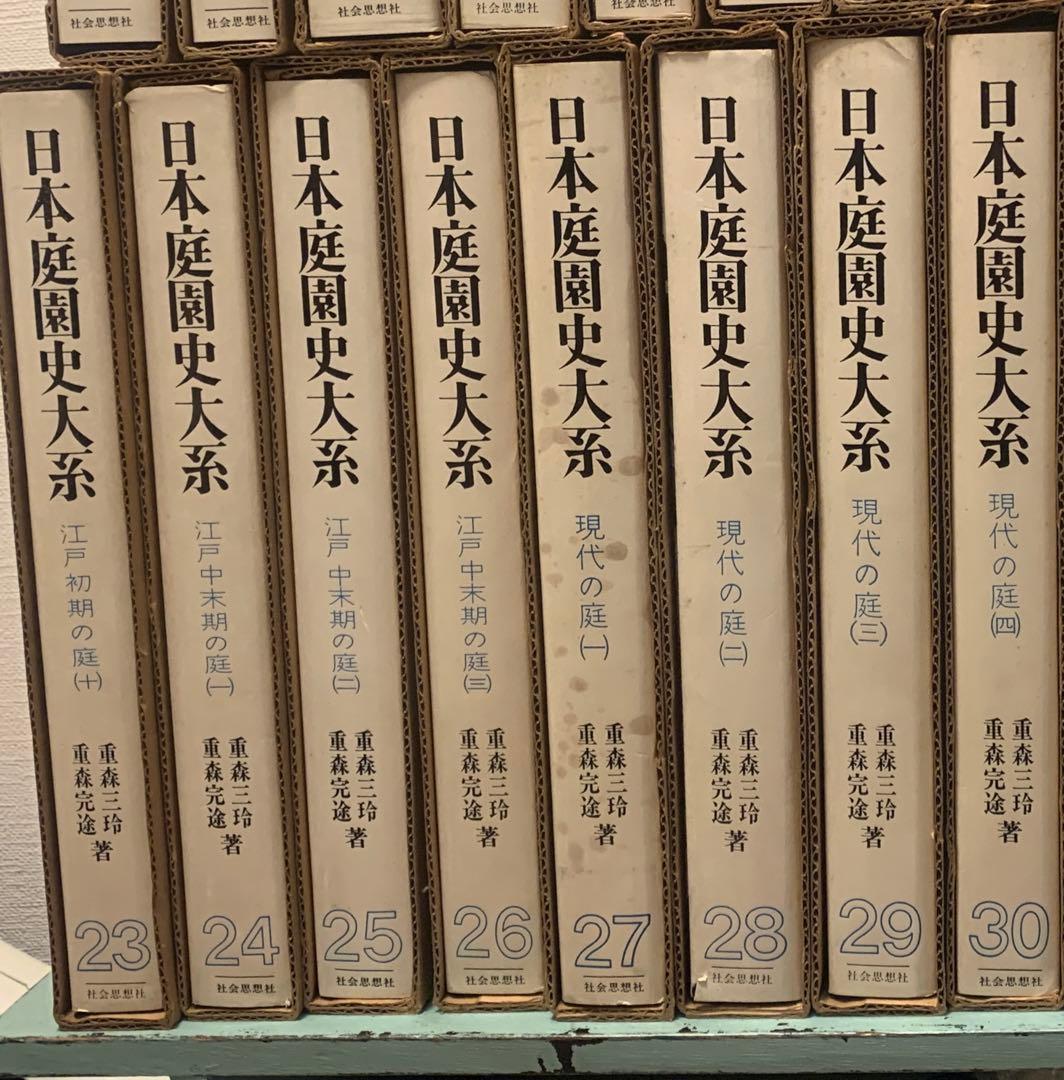 社会思想社
社会思想社
社会思想社
社会思想社
社会思想社
日本庭園史大系
江戸初期の庭(十)
重森三玲
重森完途
著
23
社会思想社
日本庭園史大系
江戸中末期の庭(一)
重森三玲
重森完途
著
24
社会思想社
日本庭園史大系
江戸中末期の庭(二)
重森三玲
重森完途
著
25
社会思想社
日本庭園史大系
江戸中末期の庭(三)
重森三玲
重森完途
著
26
社会思想社
日本庭園史大系
現代の庭(一)
重森三玲
重森完途
著
27
社会思想社
日本庭園史大系
現代の庭(二)
重森三玲
重森完途
著
28
社会思想社
日本庭園史大系
現代の庭(三)
重森三玲
重森完途
著
29
社会思想社
日本庭園史大系
現代の庭(四)
重森三玲
重森完途
著
30
社会思想社